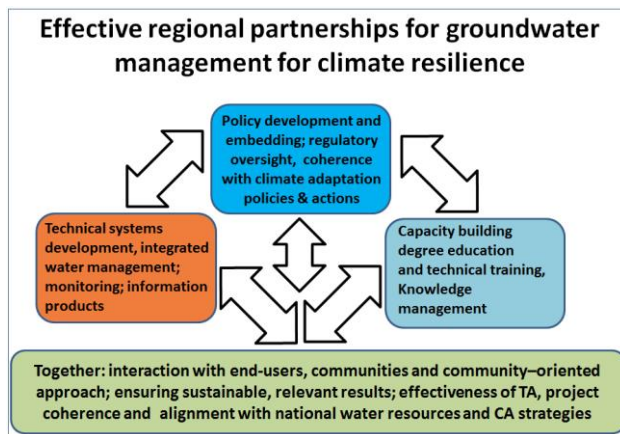 Effective regional partnerships for groundwater
management for climate resilience
Policy development and
embedding; regulatory
oversight, coherence
with climate adaptation
policies & actions
Technical systems
development, integrated
water management;
monitoring; information
products
Capacity building
degree education
and technical training,
Knowledge
management
Together: interaction with end-users, communities and community–oriented
approach; ensuring sustainable, relevant results; effectiveness of TA, project
coherence and alignment with national water resources and CA strategies